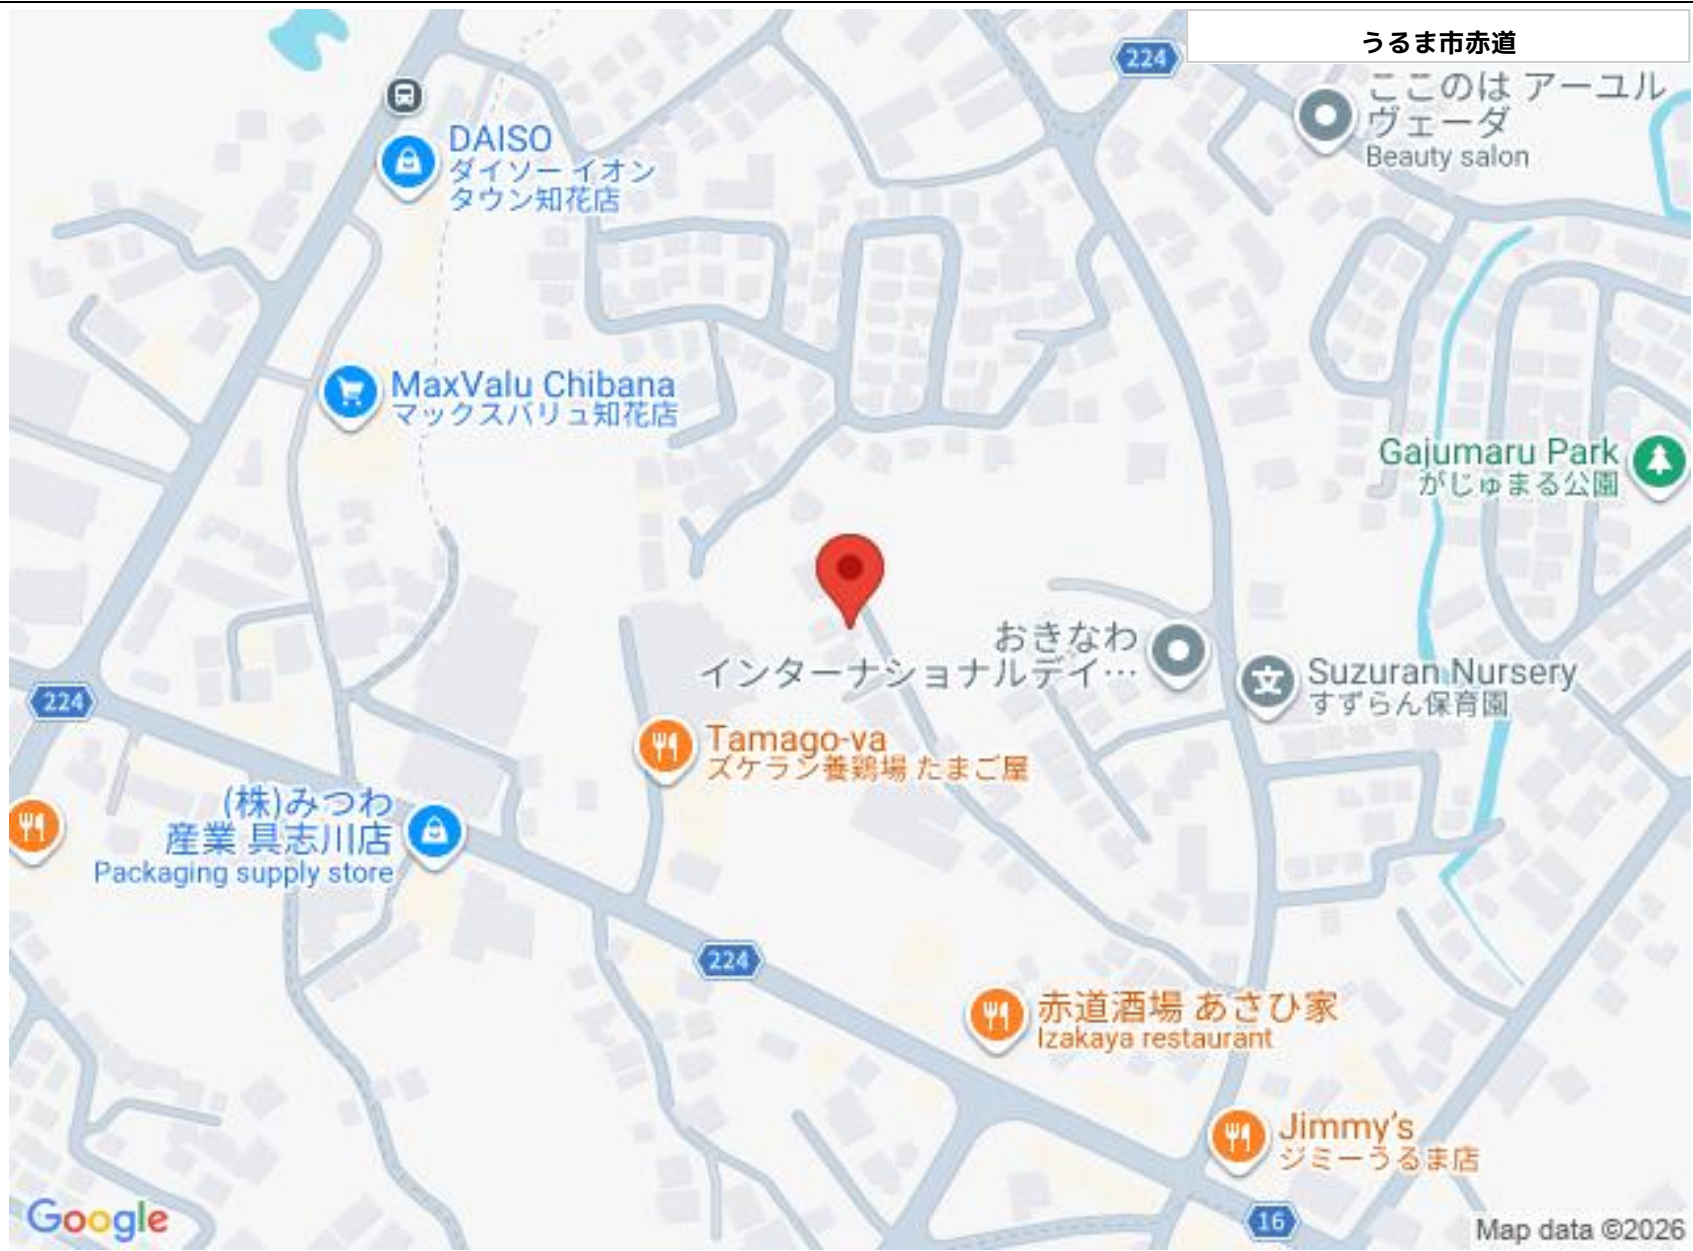 うるま市赤道
224
ここのは アーユル
ヴェーダ
Beauty salon
DAISO
ダイソー イオン
タウン知花店
MaxValu Chibana
マックスバリュ知花店
Gajumaru Park
がじゅまる公園
おきなわ
インターナショナルデイ…
文
Suzuran Nursery
すずらん保育園
224
Tamago-ya
ズケラン養鶏場 たまご屋
(株)みつわ
産業 具志川店
Packaging supply store
224
赤道酒場 あさひ家
Izakaya restaurant
Jimmy's
ジミーうるま店
16
Google
Map data ©2026